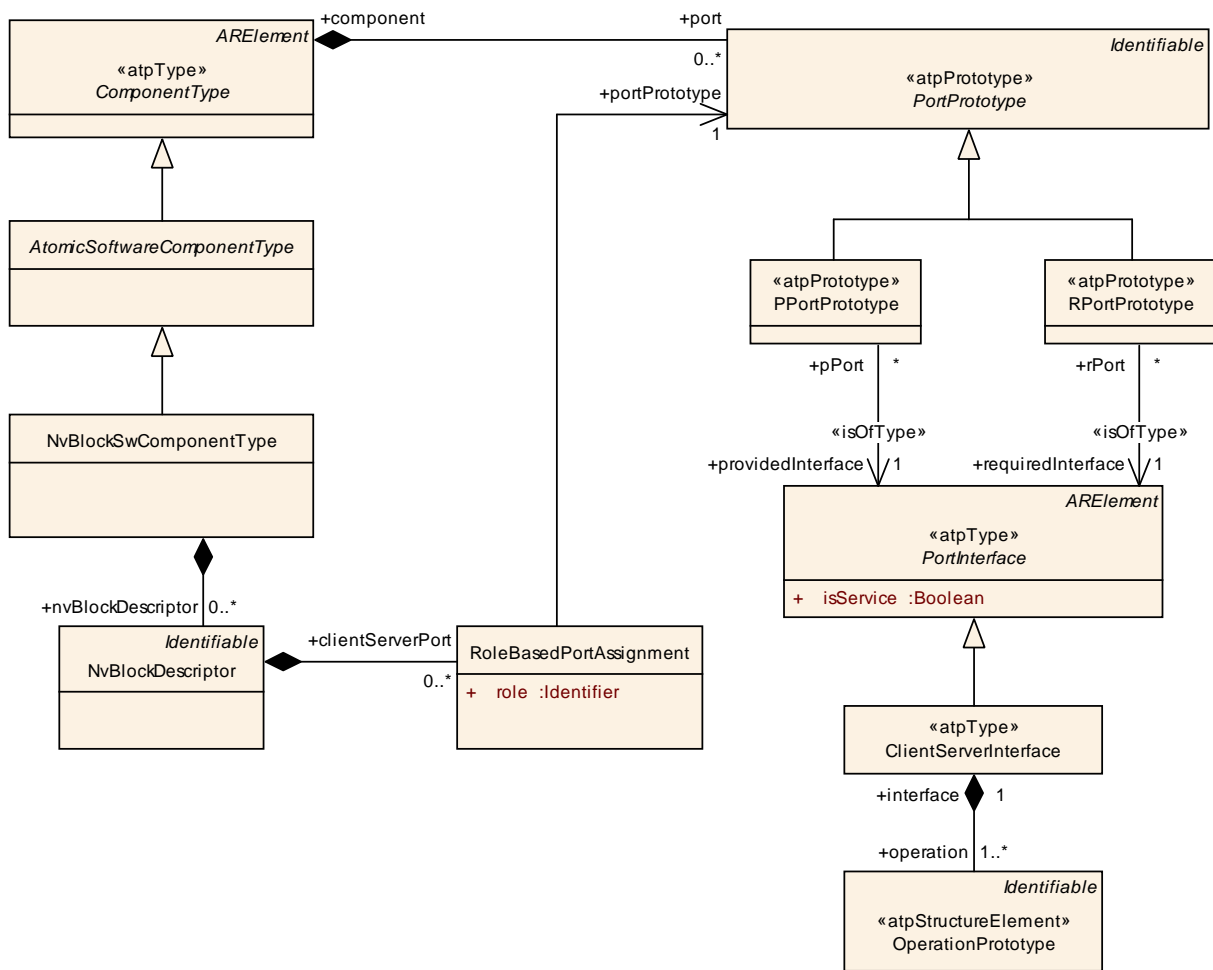 +component
+port
ARElement
«atpType»
ComponentType
0..*
Identifiable
«atpPrototype»
PortPrototype
+portPrototype
1
AtomicSoftwareComponentType
«atpPrototype»
PPortPrototype
«atpPrototype»
RPortPrototype
+pPort
*
+rPort
*
NvBlockSwComponentType
«isOfType»
«isOfType»
+providedInterface
1
+requiredInterface
1
ARElement
«atpType»
PortInterface
+ isService :Boolean
+nvBlockDescriptor
0..*
Identifiable
NvBlockDescriptor
+clientServerPort
0..*
RoleBasedPortAssignment
+ role :Identifier
«atpType»
ClientServerInterface
+interface
1
+operation
1..*
Identifiable
«atpStructureElement»
OperationPrototype